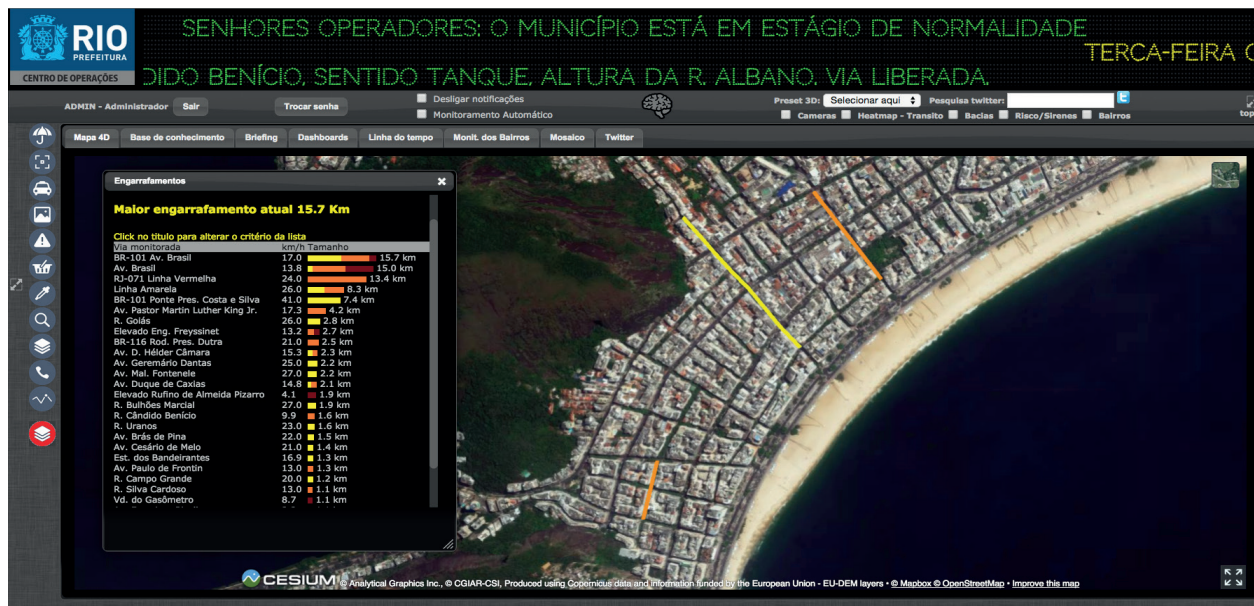 SENHORES OPERADORES: O MUNICÍPIO ESTÁ EM ESTÁGIO DE NORMALIDADE
RIO
PREFEITURA
TERCA-FEIRA
CENTRO DE OPERAÇÕES
DIDO BENÍCIO, SENTIDO TANQUE, ALTURA DA R. ALBANO. VIA LIBERADA.
ADMIN - Administrador
Sair
Trocar senha
Desligar notificações
Monitoramento Automático
Preset 3D: Selecionar aqui
Pesquisa twitter:
Cameras
Heatmap - Transito
Bacias
Risco/Sirenes
Bairros
top
Mapa 4D
Base de conhecimento
Briefing
Dashboards
Linha do tempo
Monit. dos Bairros
Mosaico
Twitter
Engarrafamentos
Maior engarrafamento atual 15.7 Km
Click no título para alterar o critério da lista
Via monitorada km/h Tamanho
BR-101 Av. Brasil 17.0 15.7 km
Av. Brasil 13.8 15.0 km
RJ-071 Linha Vermelha 24.0 13.4 km
Linha Amarela 26.0 8.3 km
BR-101 Ponte Pres. Costa e Silva 41.0 7.4 km
Av. Pastor Martin Luther King Jr. 17.3 4.2 km
R. Goiás 26.0 2.8 km
Elevado Eng. Freyssinet 13.2 2.7 km
BR-116 Rod. Pres. Dutra 21.0 2.5 km
Av. D. Hélder Câmara 15.3 2.3 km
Av. Geremário Dantas 25.0 2.2 km
Av. Mal. Fontenele 27.0 2.2 km
Av. Duque de Caxias 14.8 2.1 km
Elevado Rufino de Almeida Pizarro 4.1 1.9 km
R. Bulhões Marcial 27.0 1.9 km
R. Cândido Benício 9.9 1.6 km
R. Uranos 23.0 1.6 km
Av. Brás de Pina 22.0 1.5 km
Av. Cesário de Melo 21.0 1.4 km
Est. dos Bandeirantes 16.9 1.3 km
Av. Paulo de Frontin 13.0 1.3 km
R. Campo Grande 20.0 1.2 km
R. Silva Cardoso 13.0 1.1 km
Vd. do Gasômetro 8.7 1.1 km
CESIUM © Analytical Graphics Inc., © CGIAR-CSI, Produced using Copernicus data and information funded by the European Union - EU-DEM layers • © Mapbox © OpenStreetMap • Improve this map